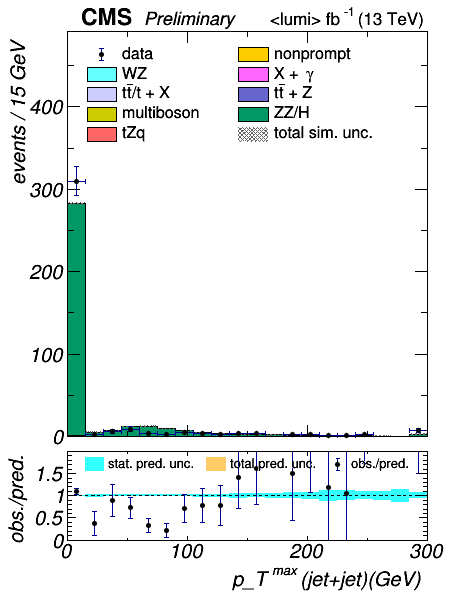 CMS Preliminary <lumi> fb⁻¹ (13 TeV)
events / 15 GeV
400
300
200
100
0
data
WZ
tt̄/t + X
multiboson
tZq
nonprompt
X + γ
tt̄ + Z
ZZ/H
total sim. unc.
obs./pred.
1.5
1
0.5
0
stat. pred. unc. total pred. unc. obs./pred.
0 100 200 300
p_T^max (jet+jet)(GeV)